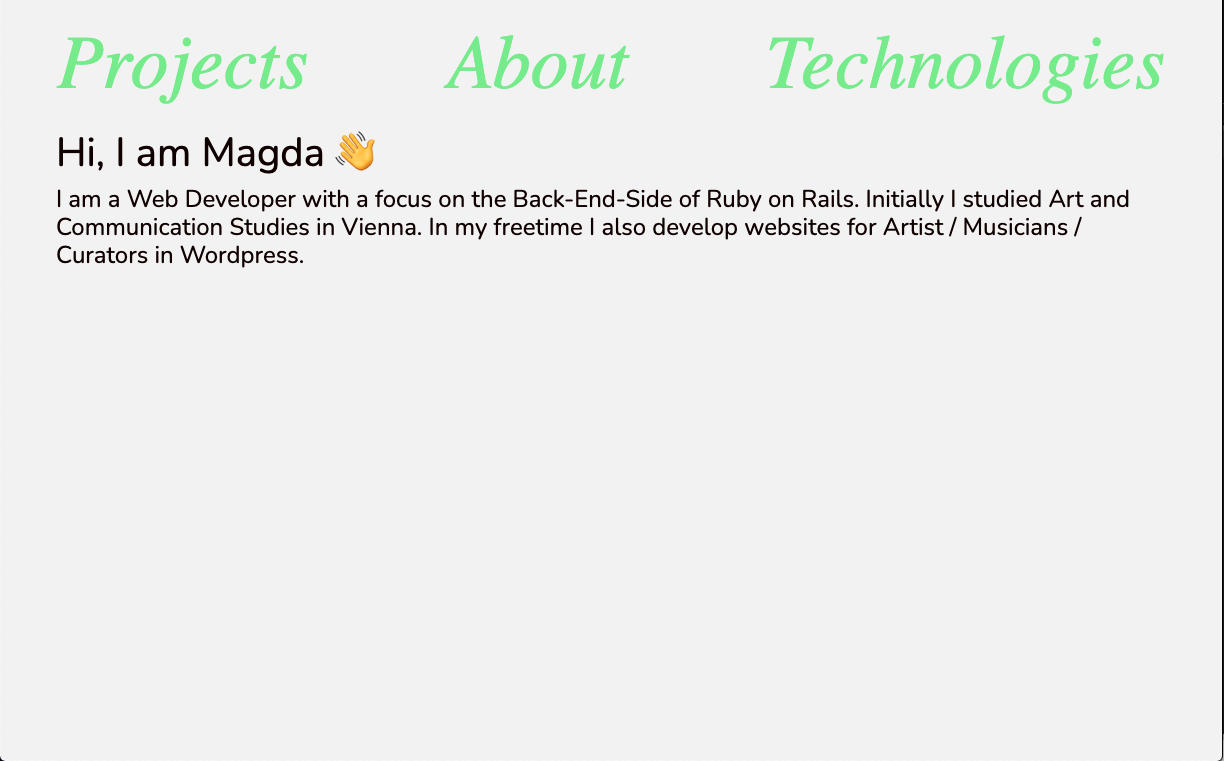 Projects About Technologies
Hi, I am Magda 👋
I am a Web Developer with a focus on the Back-End-Side of Ruby on Rails. Initially I studied Art and
Communication Studies in Vienna. In my freetime I also develop websites for Artist / Musicians /
Curators in Wordpress.